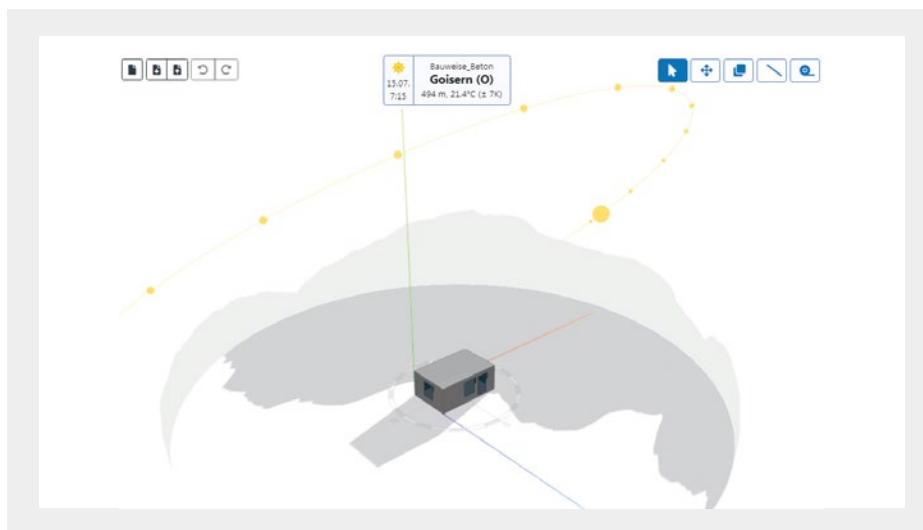 15.07.
7:15
Bauweise_Beton
Goisern (O)
494 m, 21.4°C (± 7K)